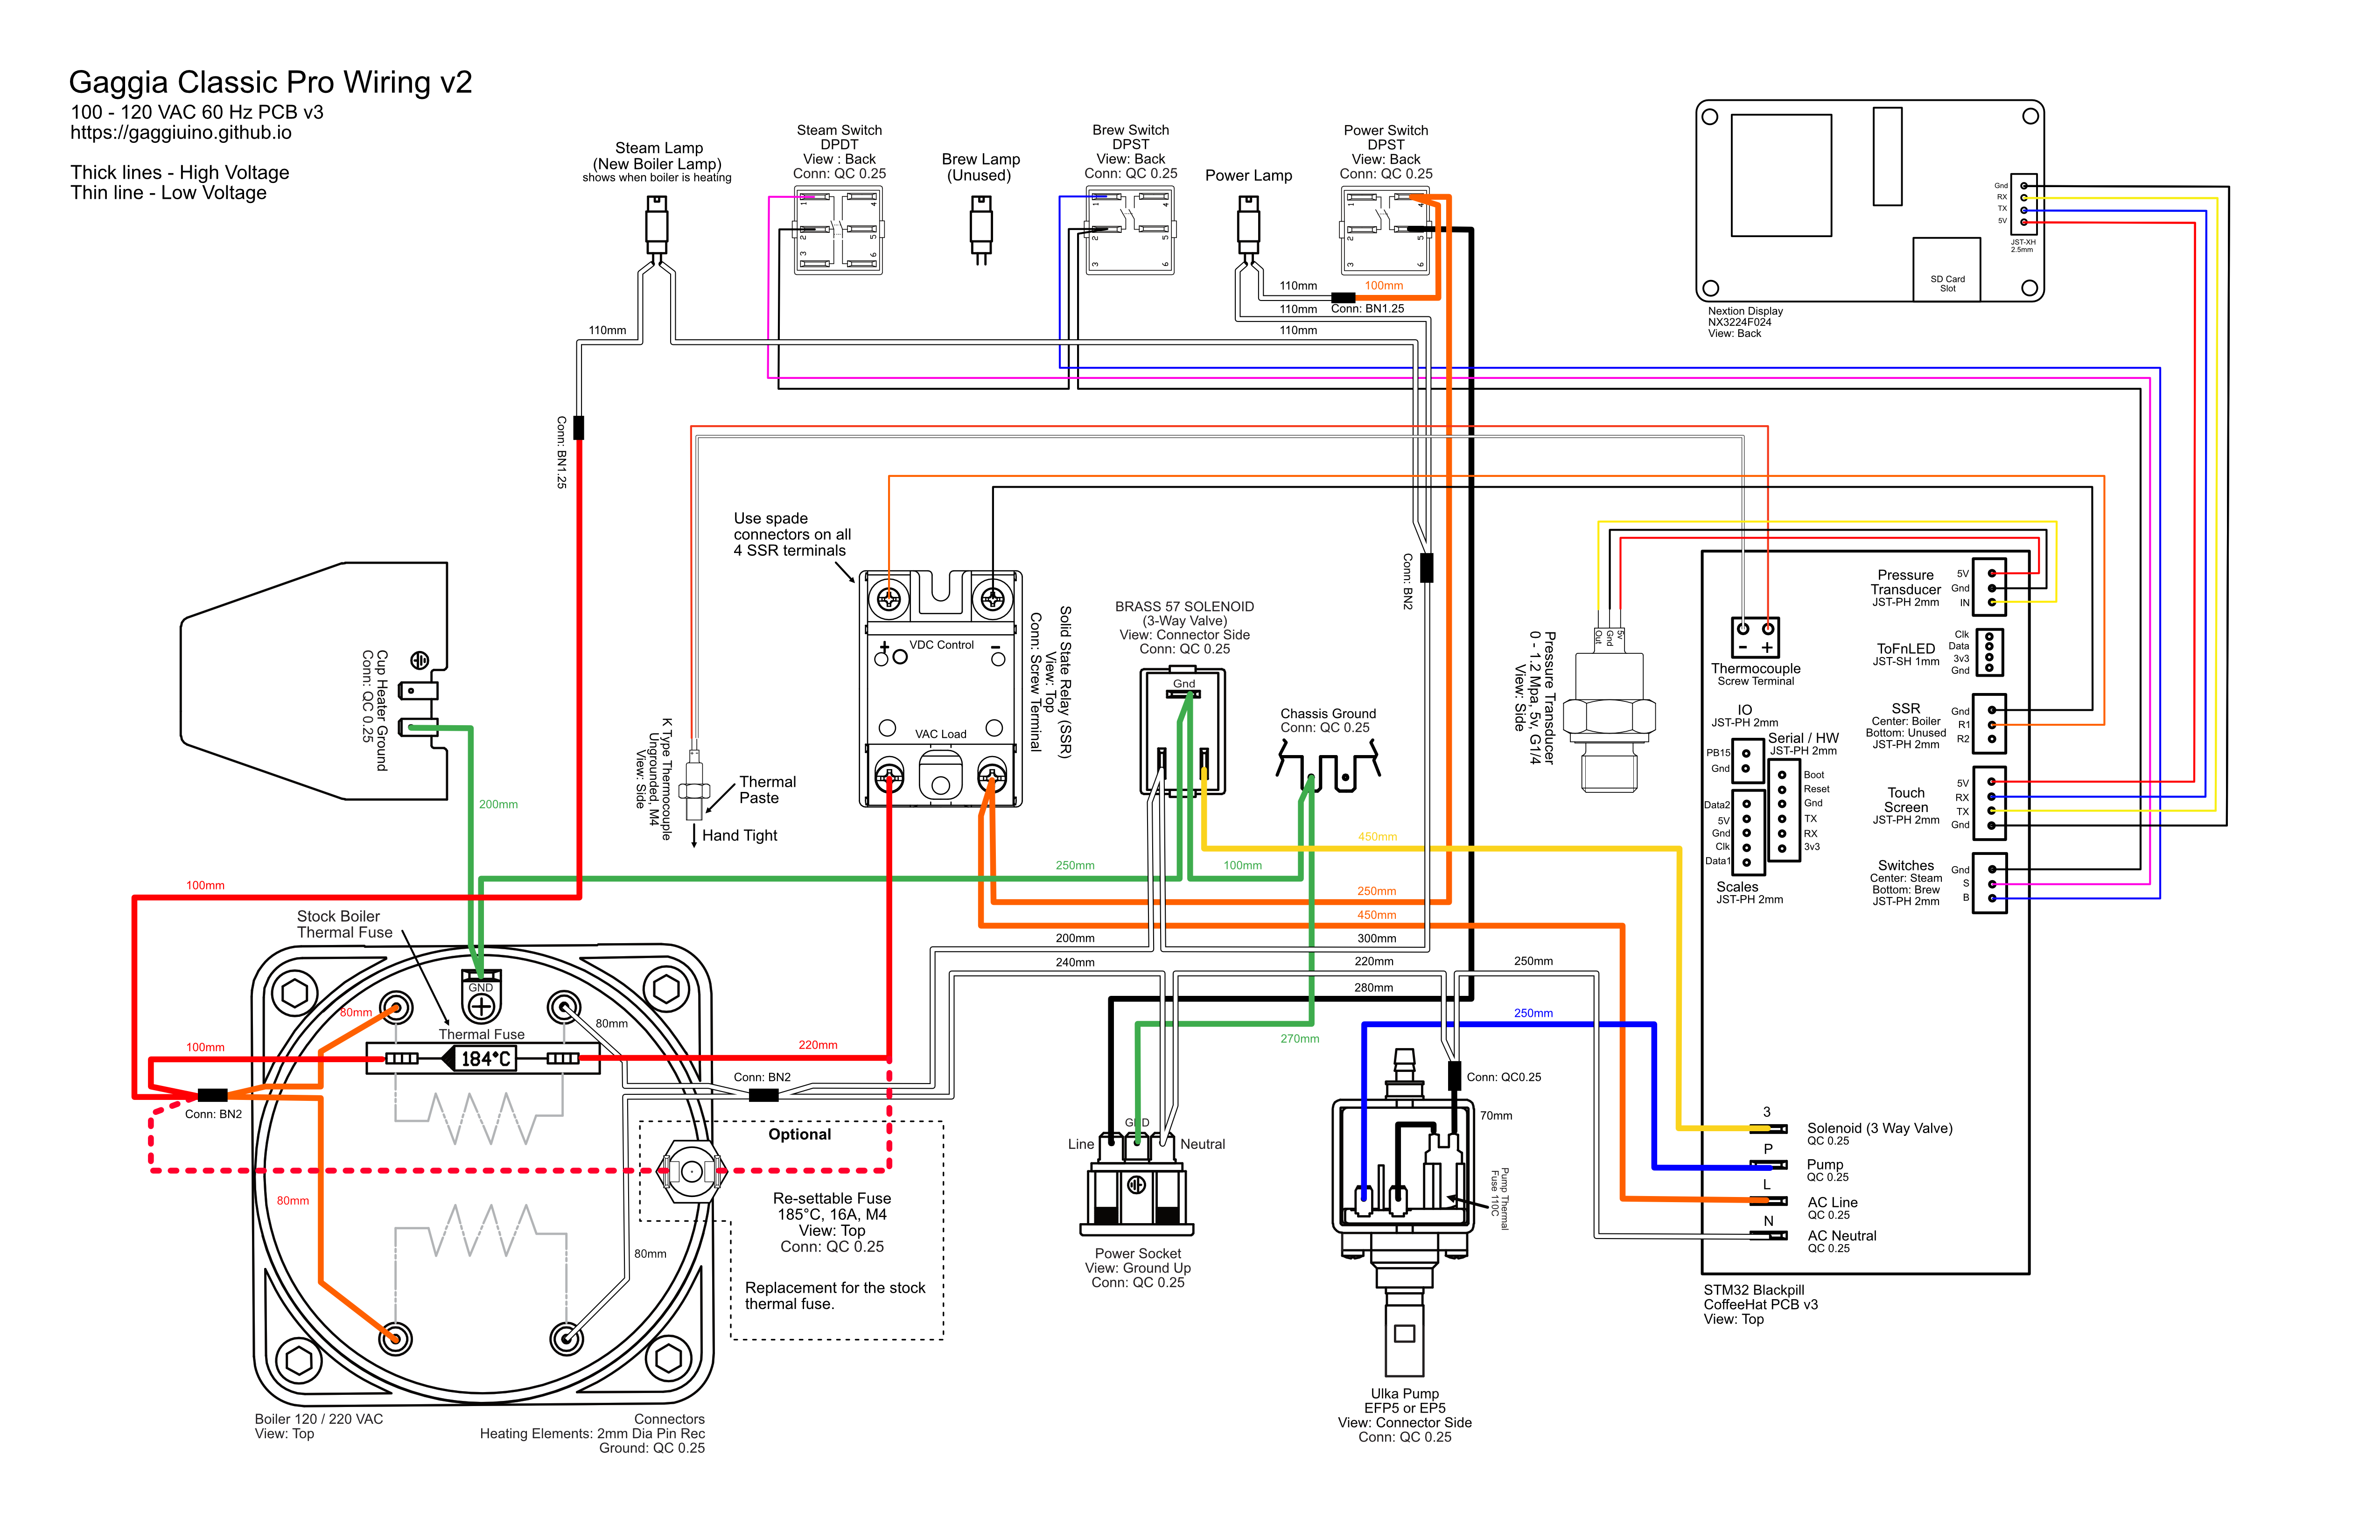 Gaggia Classic Pro Wiring v2
100 - 120 VAC 60 Hz PCB v3
https://gaggiuino.github.io
Thick lines - High Voltage
Thin line - Low Voltage
Steam Lamp
(New Boiler Lamp)
shows when boiler is heating
Steam Switch
DPDT
View : Back
Conn: QC 0.25
1
2
3
4
5
6
Brew Lamp
(Unused)
Brew Switch
DPST
View: Back
Conn: QC 0.25
1
2
3
4
5
6
Power Lamp
Power Switch
DPST
View: Back
Conn: QC 0.25
1
2
3
4
5
6
110mm
100mm
110mm
Conn: BN1.25
110mm
110mm
Gnd
RX
TX
5V
JST-XH
2.5mm
SD Card
Slot
Nextion Display
NX3224F024
View: Back
Conn: BN1.25
Use spade
connectors on all
4 SSR terminals
+
VDC Control
-
VAC Load
Solid State Relay (SSR)
View: Top
Conn: Screw Terminal
K Type Thermocouple
Ungrounded, M4
View: Side
Thermal
Paste
Hand Tight
BRASS 57 SOLENOID
(3-Way Valve)
View: Connector Side
Conn: QC 0.25
Gnd
Chassis Ground
Conn: QC 0.25
Conn: BN2
Pressure Transducer
0 - 1.2 Mpa, 5v, G1/4
View: Side
5v
Gnd
Out
Cup Heater Ground
Conn: QC 0.25
200mm
Pressure
Transducer
JST-PH 2mm
5V
Gnd
IN
ToFnLED
JST-SH 1mm
Clk
Data
3v3
Gnd
- +
Thermocouple
Screw Terminal
SSR
Center: Boiler
Bottom: Unused
JST-PH 2mm
Gnd
R1
R2
IO
JST-PH 2mm
PB15
Gnd
Serial / HW
JST-PH 2mm
Boot
Reset
Gnd
TX
RX
3v3
Touch
Screen
JST-PH 2mm
5V
RX
TX
Gnd
Data2
5V
Gnd
Clk
Data1
Scales
JST-PH 2mm
Switches
Center: Steam
Bottom: Brew
JST-PH 2mm
Gnd
S
B
450mm
250mm
100mm
250mm
450mm
200mm
300mm
240mm
220mm
250mm
280mm
250mm
270mm
100mm
Stock Boiler
Thermal Fuse
GND
80mm
80mm
Thermal Fuse
184°C
100mm
220mm
Conn: BN2
Conn: BN2
80mm
80mm
Optional
Re-settable Fuse
185°C, 16A, M4
View: Top
Conn: QC 0.25
Replacement for the stock
thermal fuse.
Boiler 120 / 220 VAC
View: Top
Connectors
Heating Elements: 2mm Dia Pin Rec
Ground: QC 0.25
GND
Line
Neutral
Power Socket
View: Ground Up
Conn: QC 0.25
Conn: QC0.25
70mm
Pump Thermal
Fuse 110C
Ulka Pump
EFP5 or EP5
View: Connector Side
Conn: QC 0.25
3
Solenoid (3 Way Valve)
QC 0.25
P
Pump
QC 0.25
L
AC Line
QC 0.25
N
AC Neutral
QC 0.25
STM32 Blackpill
CoffeeHat PCB v3
View: Top